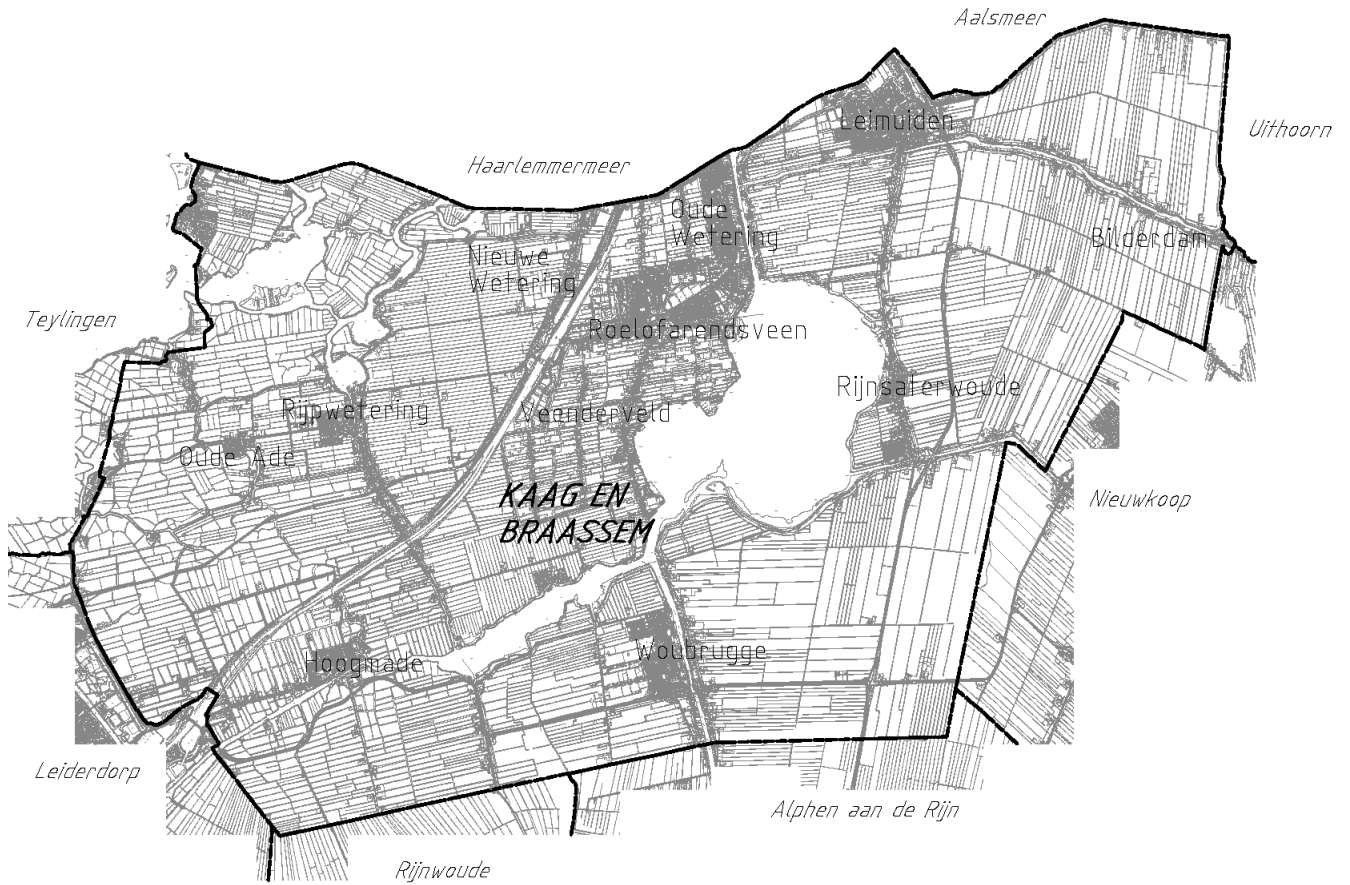 Aalsmeer
Leimuiden
Uithoorn
Haarlemmermeer
Oude
Wetering
Bilderdam
Nieuwe
Wetering
Teylingen
Roelofarendsveen
Rijnsaterwoude
Rijpwetering
Veenderveld
Oude Ade
KAAG EN
BRAASSEM
Nieuwkoop
Hoogmade
Woubrugge
Leiderdorp
Alphen aan de Rijn
Rijnwoude